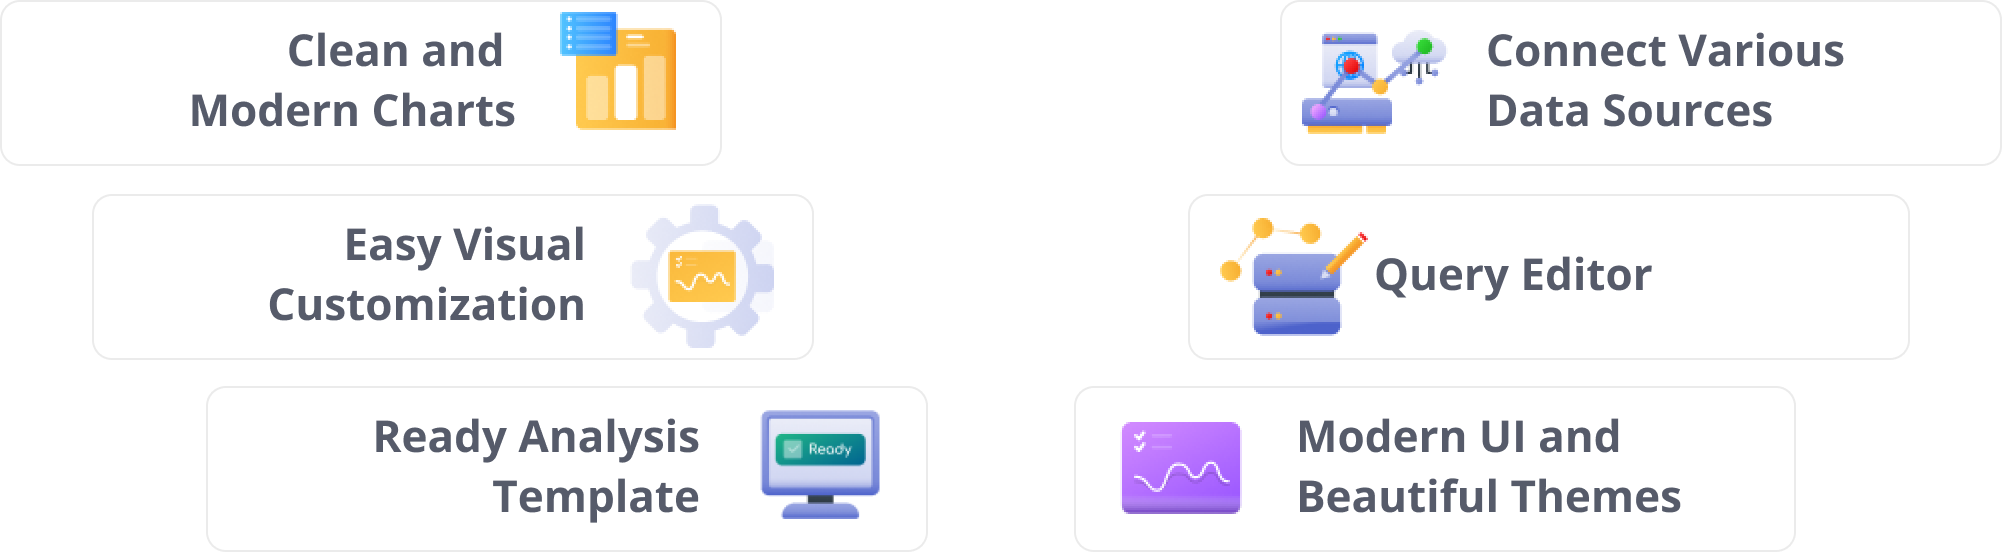 Clean and
Modern Charts
Connect Various
Data Sources
Easy Visual
Customization
Query Editor
Ready Analysis
Template
Ready
Modern UI and
Beautiful Themes